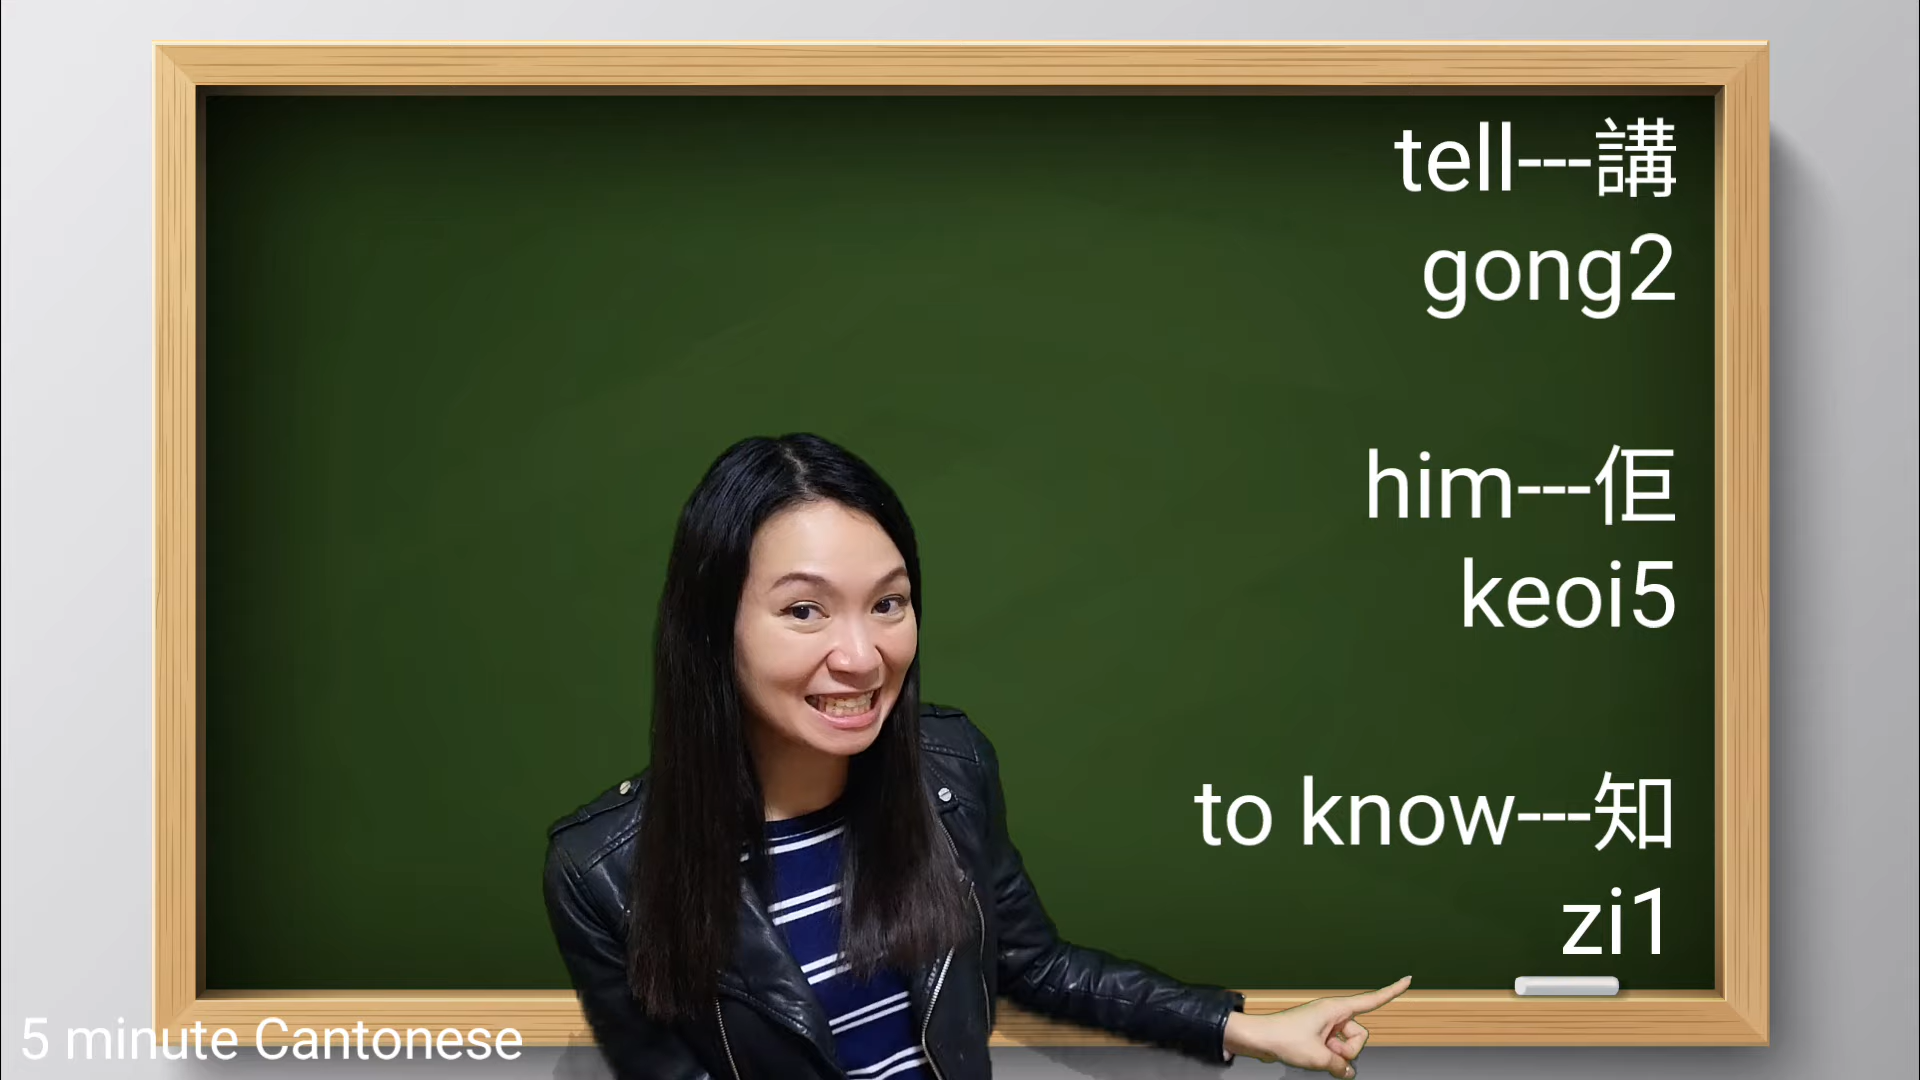 tell---講
gong2
him---佢
keoi5
to know---知
zi1
5 minute Cantonese